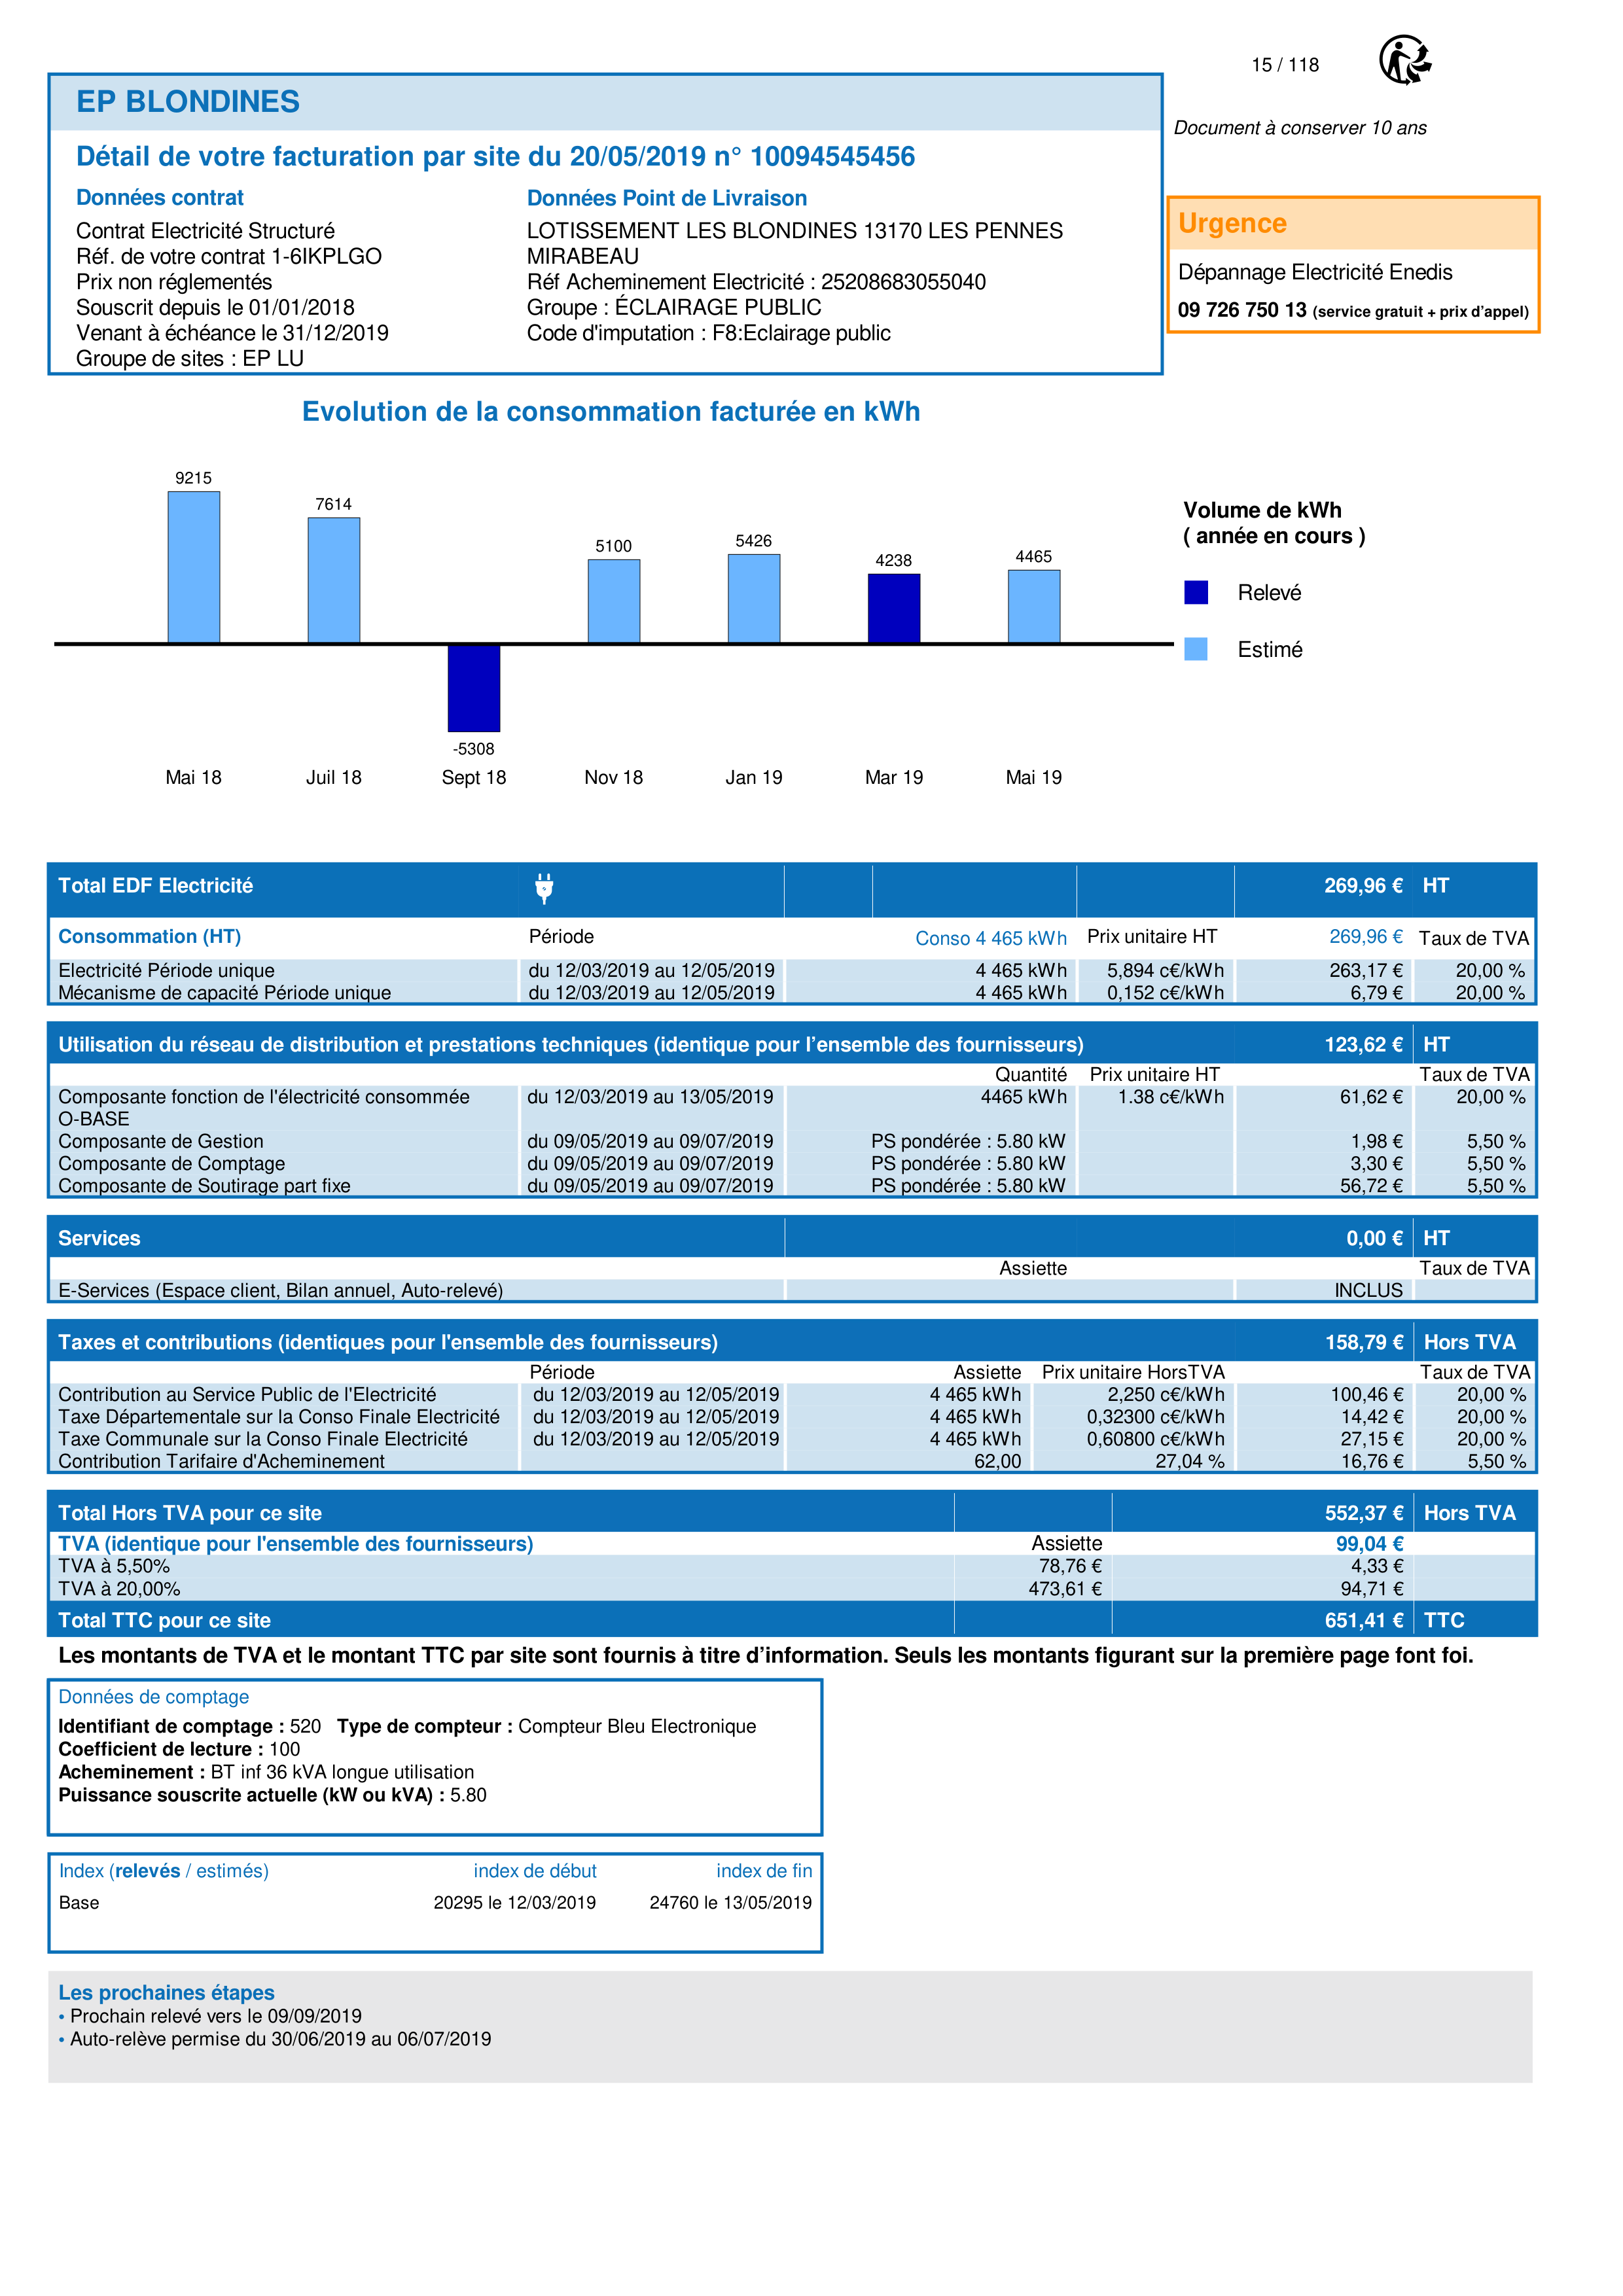 15 / 118
EP BLONDINES
Document à conserver 10 ans
Détail de votre facturation par site du 20/05/2019 n° 10094545456
Données contrat
Contrat Electricité Structuré
Réf. de votre contrat 1-6IKPLGO
Prix non réglementés
Souscrit depuis le 01/01/2018
Venant à échéance le 31/12/2019
Groupe de sites : EP LU
Données Point de Livraison
LOTISSEMENT LES BLONDINES 13170 LES PENNES
MIRABEAU
Réf Acheminement Electricité : 25208683055040
Groupe : ÉCLAIRAGE PUBLIC
Code d'imputation : F8:Eclairage public
Urgence
Dépannage Electricité Enedis
09 726 750 13 (service gratuit + prix d’appel)
Evolution de la consommation facturée en kWh
9215
7614
5100
5426
4238
4465
-5308
Mai 18 Juil 18 Sept 18 Nov 18 Jan 19 Mar 19 Mai 19
Volume de kWh
( année en cours )
Relevé
Estimé
Total EDF Electricité 269,96 € HT
Consommation (HT) Période Conso 4 465 kWh Prix unitaire HT 269,96 € Taux de TVA
Electricité Période unique du 12/03/2019 au 12/05/2019 4 465 kWh 5,894 c€/kWh 263,17 € 20,00 %
Mécanisme de capacité Période unique du 12/03/2019 au 12/05/2019 4 465 kWh 0,152 c€/kWh 6,79 € 20,00 %
Utilisation du réseau de distribution et prestations techniques (identique pour l’ensemble des fournisseurs) 123,62 € HT
Quantité Prix unitaire HT Taux de TVA
Composante fonction de l'électricité consommée du 12/03/2019 au 13/05/2019 4465 kWh 1.38 c€/kWh 61,62 € 20,00 %
O-BASE
Composante de Gestion du 09/05/2019 au 09/07/2019 PS pondérée : 5.80 kW 1,98 € 5,50 %
Composante de Comptage du 09/05/2019 au 09/07/2019 PS pondérée : 5.80 kW 3,30 € 5,50 %
Composante de Soutirage part fixe du 09/05/2019 au 09/07/2019 PS pondérée : 5.80 kW 56,72 € 5,50 %
Services 0,00 € HT
Assiette Taux de TVA
E-Services (Espace client, Bilan annuel, Auto-relevé) INCLUS
Taxes et contributions (identiques pour l'ensemble des fournisseurs) 158,79 € Hors TVA
Période Assiette Prix unitaire HorsTVA Taux de TVA
Contribution au Service Public de l'Electricité du 12/03/2019 au 12/05/2019 4 465 kWh 2,250 c€/kWh 100,46 € 20,00 %
Taxe Départementale sur la Conso Finale Electricité du 12/03/2019 au 12/05/2019 4 465 kWh 0,32300 c€/kWh 14,42 € 20,00 %
Taxe Communale sur la Conso Finale Electricité du 12/03/2019 au 12/05/2019 4 465 kWh 0,60800 c€/kWh 27,15 € 20,00 %
Contribution Tarifaire d'Acheminement 62,00 27,04 % 16,76 € 5,50 %
Total Hors TVA pour ce site 552,37 € Hors TVA
TVA (identique pour l'ensemble des fournisseurs) Assiette 99,04 €
TVA à 5,50% 78,76 € 4,33 €
TVA à 20,00% 473,61 € 94,71 €
Total TTC pour ce site 651,41 € TTC
Les montants de TVA et le montant TTC par site sont fournis à titre d’information. Seuls les montants figurant sur la première page font foi.
Données de comptage
Identifiant de comptage : 520 Type de compteur : Compteur Bleu Electronique
Coefficient de lecture : 100
Acheminement : BT inf 36 kVA longue utilisation
Puissance souscrite actuelle (kW ou kVA) : 5.80
Index (relevés / estimés) index de début index de fin
Base 20295 le 12/03/2019 24760 le 13/05/2019
Les prochaines étapes
• Prochain relevé vers le 09/09/2019
• Auto-relève permise du 30/06/2019 au 06/07/2019